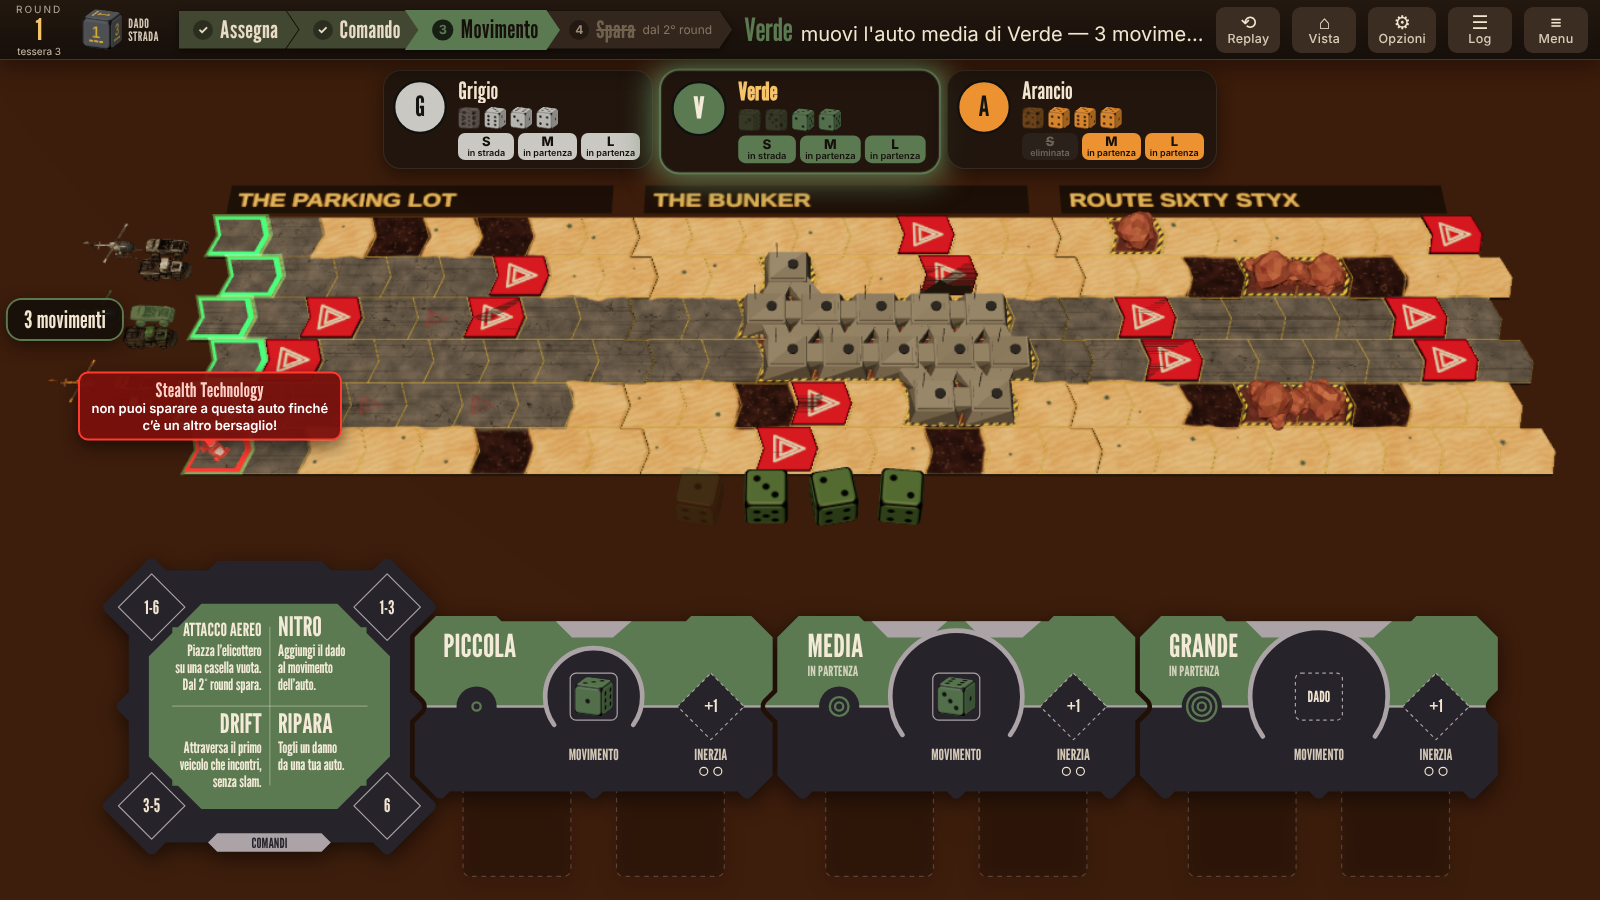 ROUND
1
tessera 3
DADO
STRADA
Assegna
Comando
3 Movimento
4 Spara dal 2° round
Verde muovi l'auto media di Verde — 3 movime...
Replay
Vista
Opzioni
Log
Menu
G
Grigio
S
in strada
M
in partenza
L
in partenza
V
Verde
S
in strada
M
in partenza
L
in partenza
A
Arancio
S
eliminata
M
in partenza
L
in partenza
THE PARKING LOT
THE BUNKER
ROUTE SIXTY STYX
3 movimenti
Stealth Technology
non puoi sparare a questa auto finché
c'è un altro bersaglio!
1-6
1-3
ATTACCO AEREO
Piazza l'elicottero
su una casella vuota.
Dal 2° round spara.
NITRO
Aggiungi il dado
al movimento
dell'auto.
DRIFT
Attraversa il primo
veicolo che incontri,
senza slam.
RIPARA
Togli un danno
da una tua auto.
3-5
6
COMANDI
PICCOLA
+1
MOVIMENTO
INERZIA
MEDIA
IN PARTENZA
+1
MOVIMENTO
INERZIA
GRANDE
IN PARTENZA
DADO
+1
MOVIMENTO
INERZIA